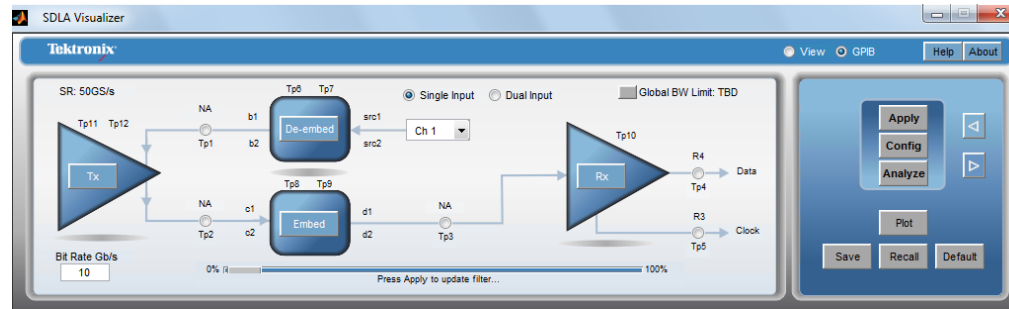 SDLA Visualizer
Tektronix
View GPIB Help About
SR: 50GS/s
Tp6 Tp7
Single Input Dual Input
Global BW Limit: TBD
Tp11 Tp12
NA
Tp1
b1
b2
De-embed
src1
src2
Ch 1
Tp10
Tx
Rx
R4
Tp4
Data
Tp8 Tp9
NA
Tp2
c1
c2
Embed
d1
d2
NA
Tp3
R3
Tp5
Clock
Bit Rate Gb/s
10
0%
100%
Press Apply to update filter...
Apply
Config
Analyze
Plot
Save Recall Default